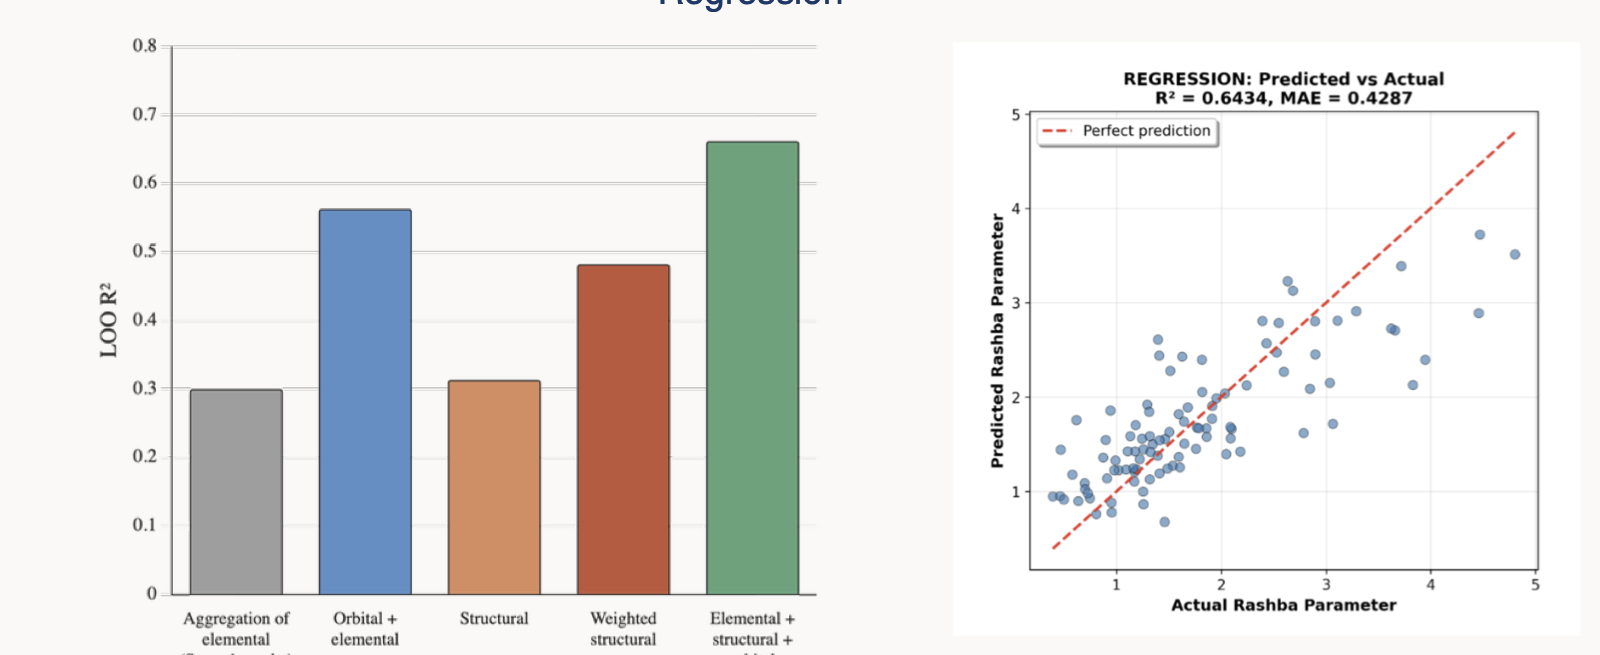 Regression
0.8
0.7
0.6
0.5
0.4
0.3
0.2
0.1
0
LOO R²
Aggregation of
elemental
Orbital +
elemental
Structural
Weighted
structural
Elemental +
structural +
REGRESSION: Predicted vs Actual
R² = 0.6434, MAE = 0.4287
Perfect prediction
5
4
3
2
1
Predicted Rashba Parameter
1 2 3 4 5
Actual Rashba Parameter